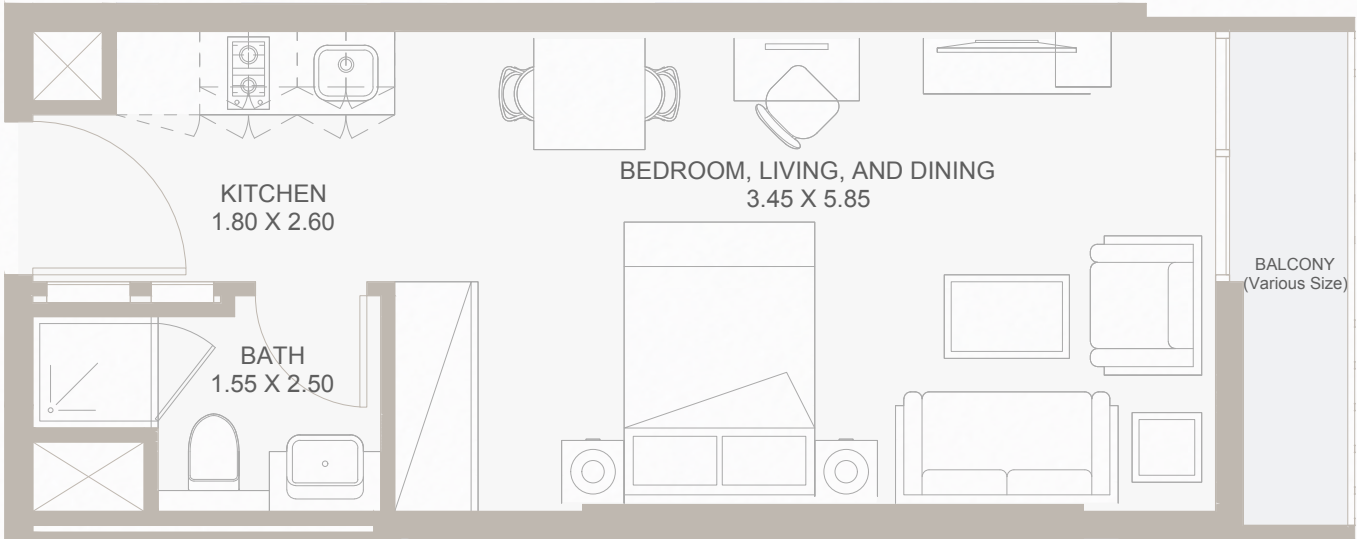 KITCHEN
1.80 X 2.60
BEDROOM, LIVING, AND DINING
3.45 X 5.85
BALCONY
(Various Size)
BATH
1.55 X 2.50